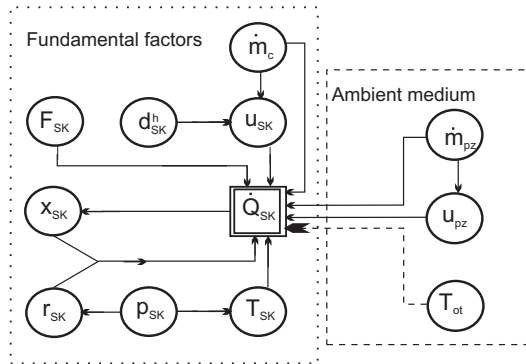 Fundamental factors
ṁc
FSK
dhSK
uSK
Ambient medium
ṁpz
xSK
Q̇SK
upz
rSK
pSK
TSK
Tot